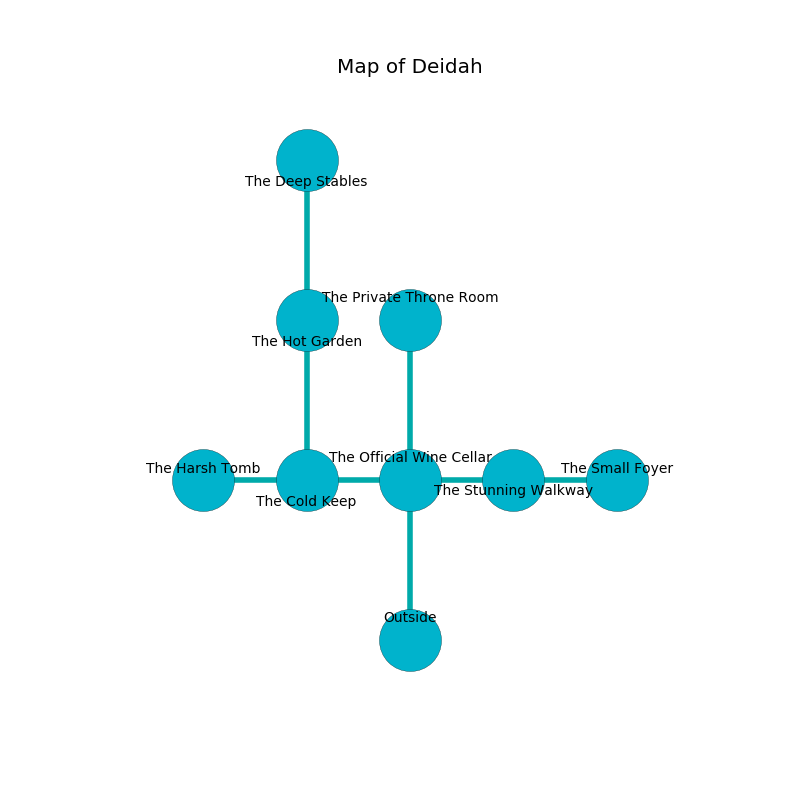 Map of Deidah
The Deep Stables
The Private Throne Room
The Hot Garden
The Official Wine Cellar
The Harsh Tomb
The Small Foyer
The Stunning Walkway
The Cold Keep
Outside